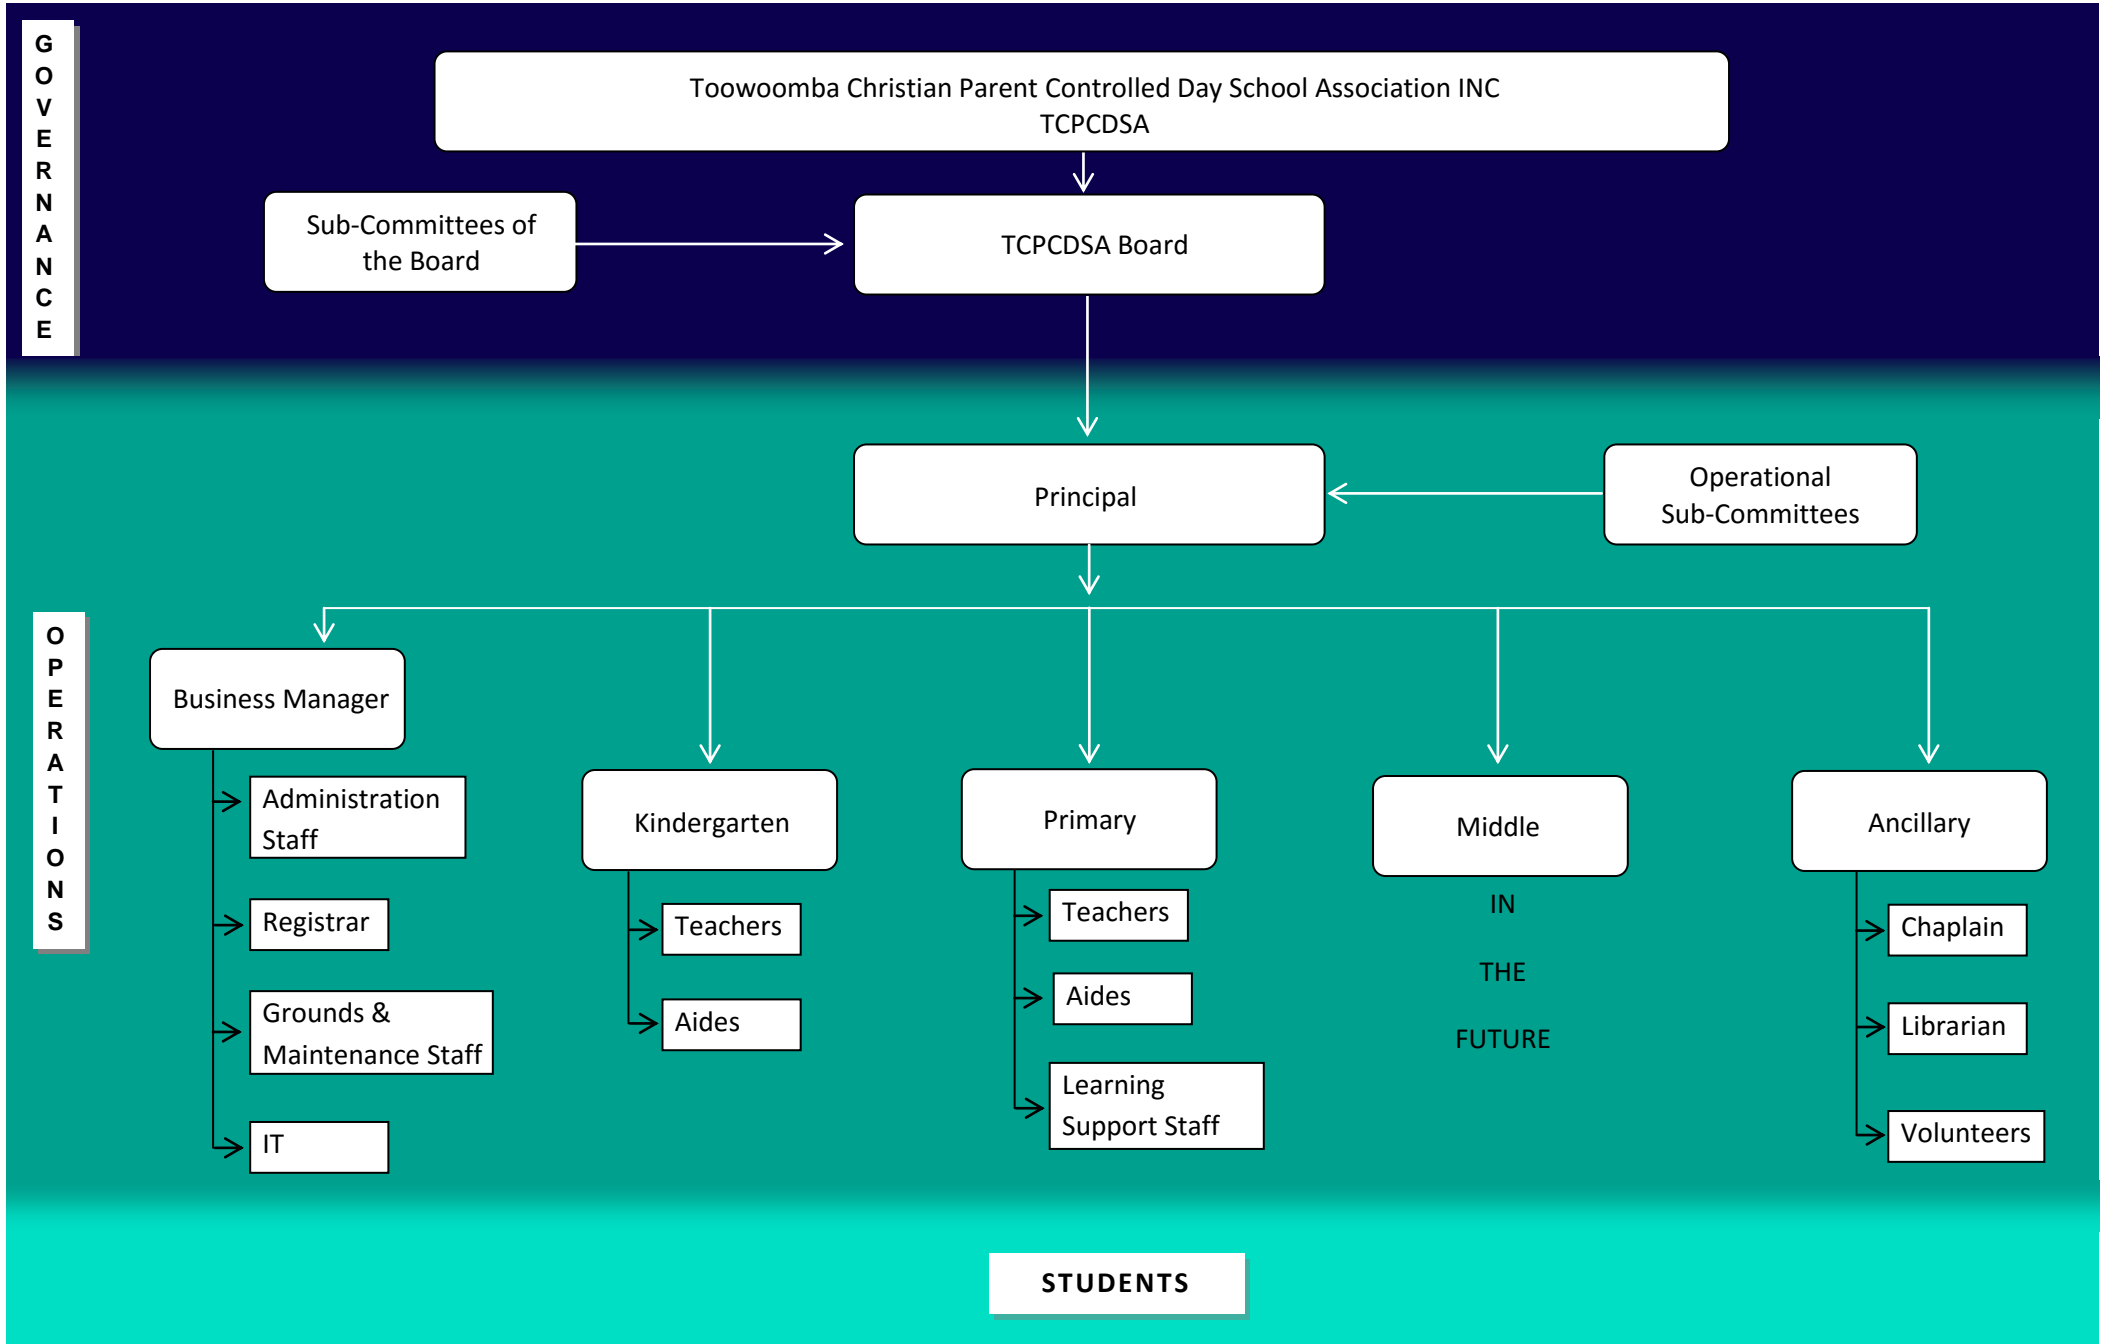 GOVERNANCE
Toowoomba Christian Parent Controlled Day School Association INC
TCPCDSA
Sub-Committees of
the Board
TCPCDSA Board
Principal
Operational
Sub-Committees
OPERATIONS
Business Manager
Administration
Staff
Registrar
Grounds &
Maintenance Staff
IT
Kindergarten
Teachers
Aides
Primary
Teachers
Aides
Learning
Support Staff
Middle
IN
THE
FUTURE
Ancillary
Chaplain
Librarian
Volunteers
STUDENTS